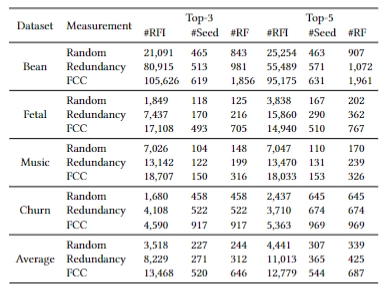 Dataset Measurement Top-3 Top-5
#RFI #Seed #RF #RFI #Seed #RF
Random 21,091 465 843 25,254 463 907
Bean Redundancy 80,915 513 981 55,489 571 1,072
FCC 105,626 619 1,856 95,175 631 1,961
Random 1,849 118 125 3,838 167 202
Fetal Redundancy 7,437 170 216 15,860 290 362
FCC 17,108 493 705 14,940 510 767
Random 7,026 104 148 7,047 110 170
Music Redundancy 13,142 122 199 13,470 131 239
FCC 18,707 150 316 18,033 153 326
Random 1,680 458 458 2,437 645 645
Churn Redundancy 4,108 522 522 3,710 674 674
FCC 4,590 917 917 5,363 969 969
Random 3,518 227 244 4,441 307 339
Average Redundancy 8,229 271 312 11,013 365 425
FCC 13,468 520 646 12,779 544 687